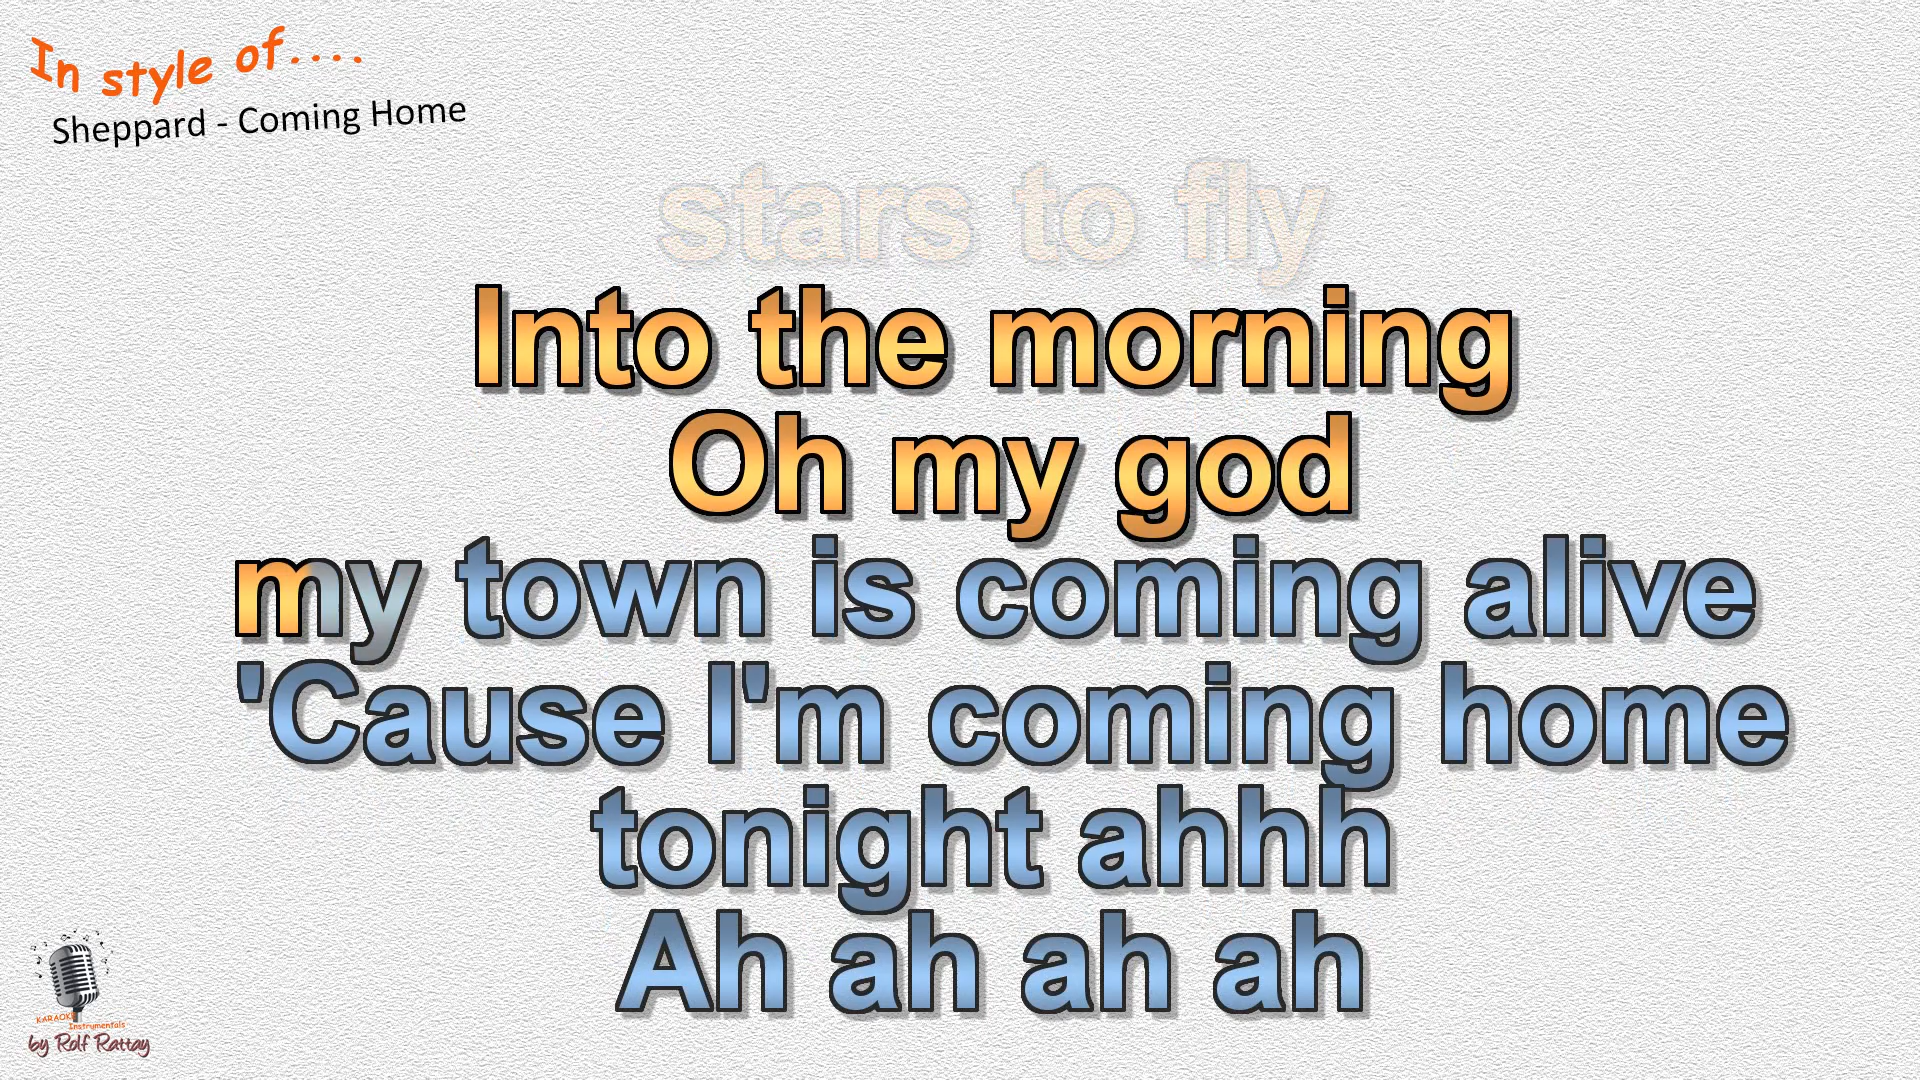 In style of....
Sheppard - Coming Home
stars to fly
Into the morning
Oh my god
my town is coming alive
'Cause I'm coming home
tonight ahhh
Ah ah ah ah
KARAOKE
Instrumentals
by Rolf Rattay